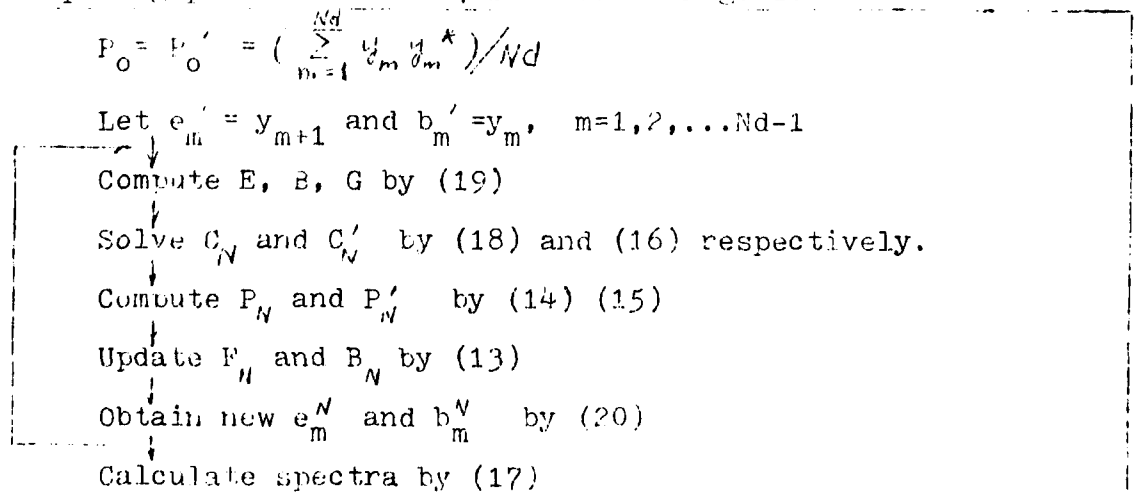 P_0 = P_0' = ( \sum_{m=1}^{Nd} y_m y_m^* )/Nd
Let e_m' = y_{m+1} and b_m' = y_m, m=1,2,...Nd-1
Compute E, B, G by (19)
Solve C_N and C_N' by (18) and (16) respectively.
Compute P_N and P_N' by (14) (15)
Update F_N and B_N by (13)
Obtain new e_m^N and b_m^N by (20)
Calculate spectra by (17)